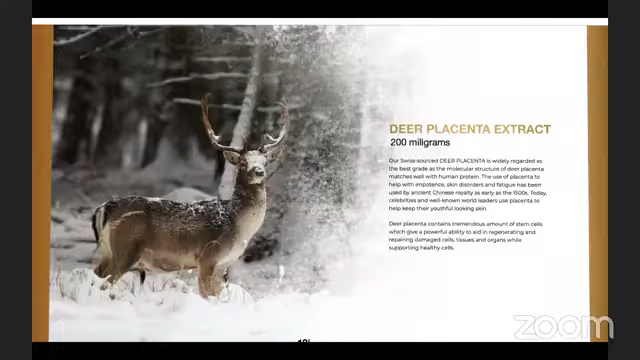 DEER PLACENTA EXTRACT
200 miligrams
Our Swiss-sourced DEER PLACENTA is widely regarded as
the best grade as the molecular structure of deer placenta
matches well with human protein. The use of placenta to
help with impotence, skin disorders and fatigue has been
used by ancient Chinese royalty as early as the 1500s. Today,
celebrities and well-known world leaders use placenta to
help keep their youthful looking skin.
Deer placenta contains tremendous amount of stem cells
which give a powerful ability to aid in regenerating and
repairing damaged cells, tissues and organs while
supporting healthy cells.
zoom